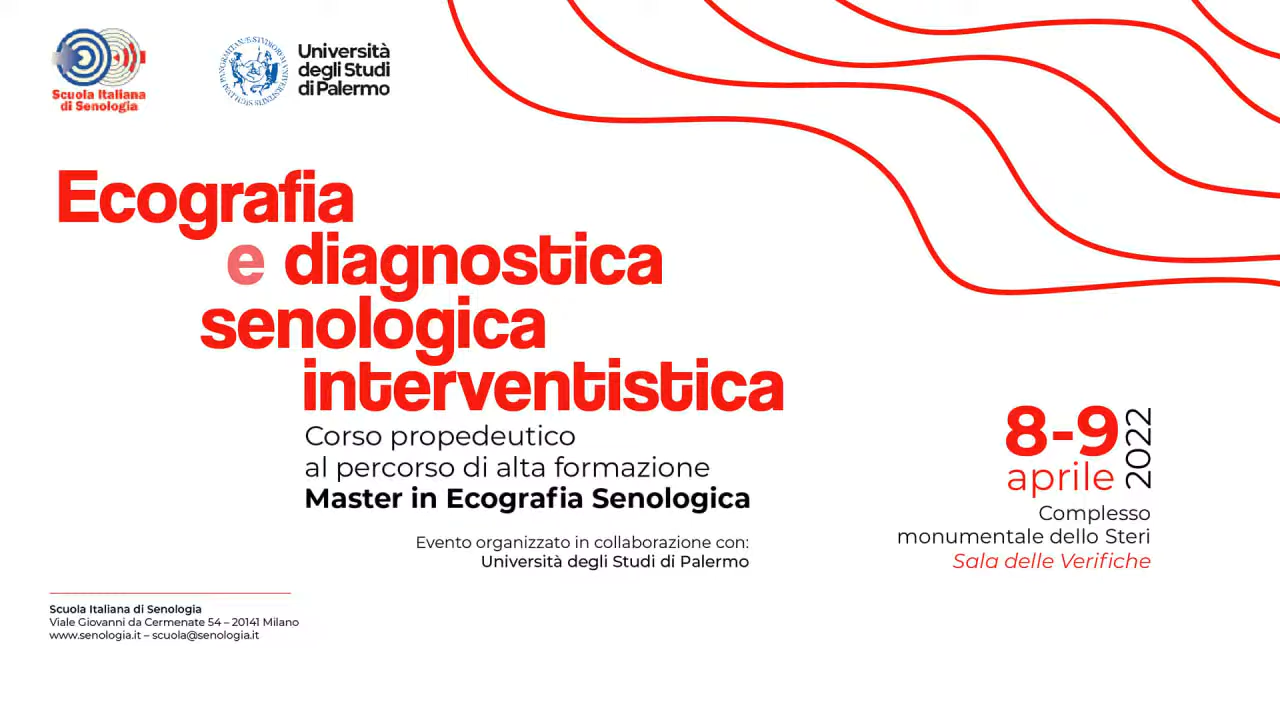 Scuola Italiana
di Senologia
Università
degli Studi
di Palermo
Ecografia
e diagnostica
senologica
interventistica
Corso propedeutico
al percorso di alta formazione
Master in Ecografia Senologica
Evento organizzato in collaborazione con:
Università degli Studi di Palermo
8-9
aprile
2022
Complesso
monumentale dello Steri
Sala delle Verifiche
Scuola Italiana di Senologia
Viale Giovanni da Cermenate 54 – 20141 Milano
www.senologia.it – scuola@senologia.it